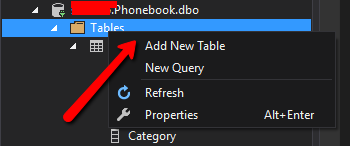 .Phonebook.dbo
Tables
Add New Table
New Query
Refresh
Properties Alt+Enter
Category